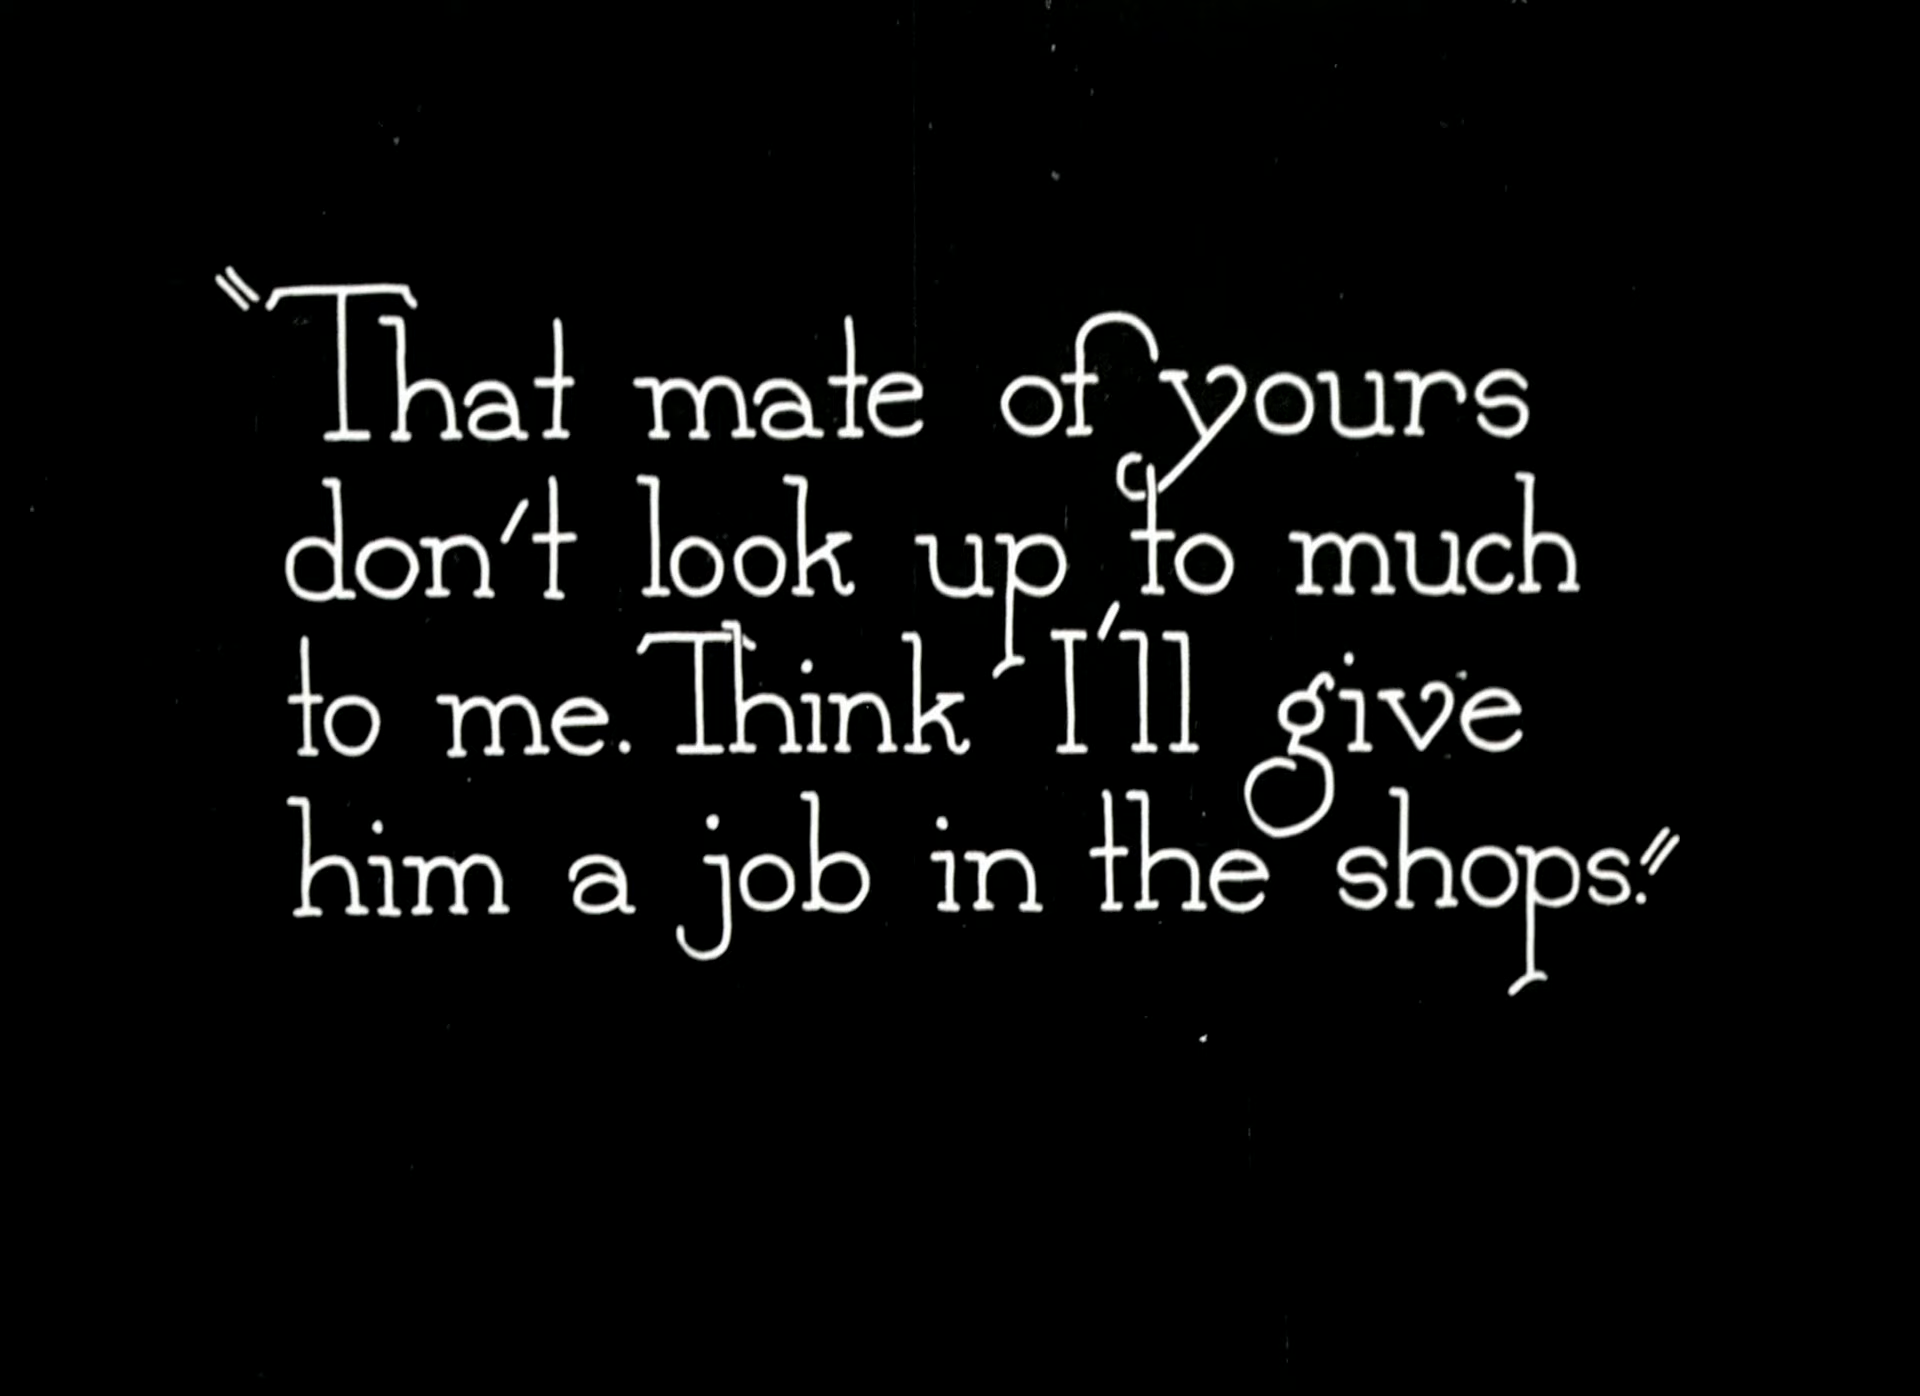 "That mate of yours
don't look up to much
to me. Think I'll give
him a job in the shops."